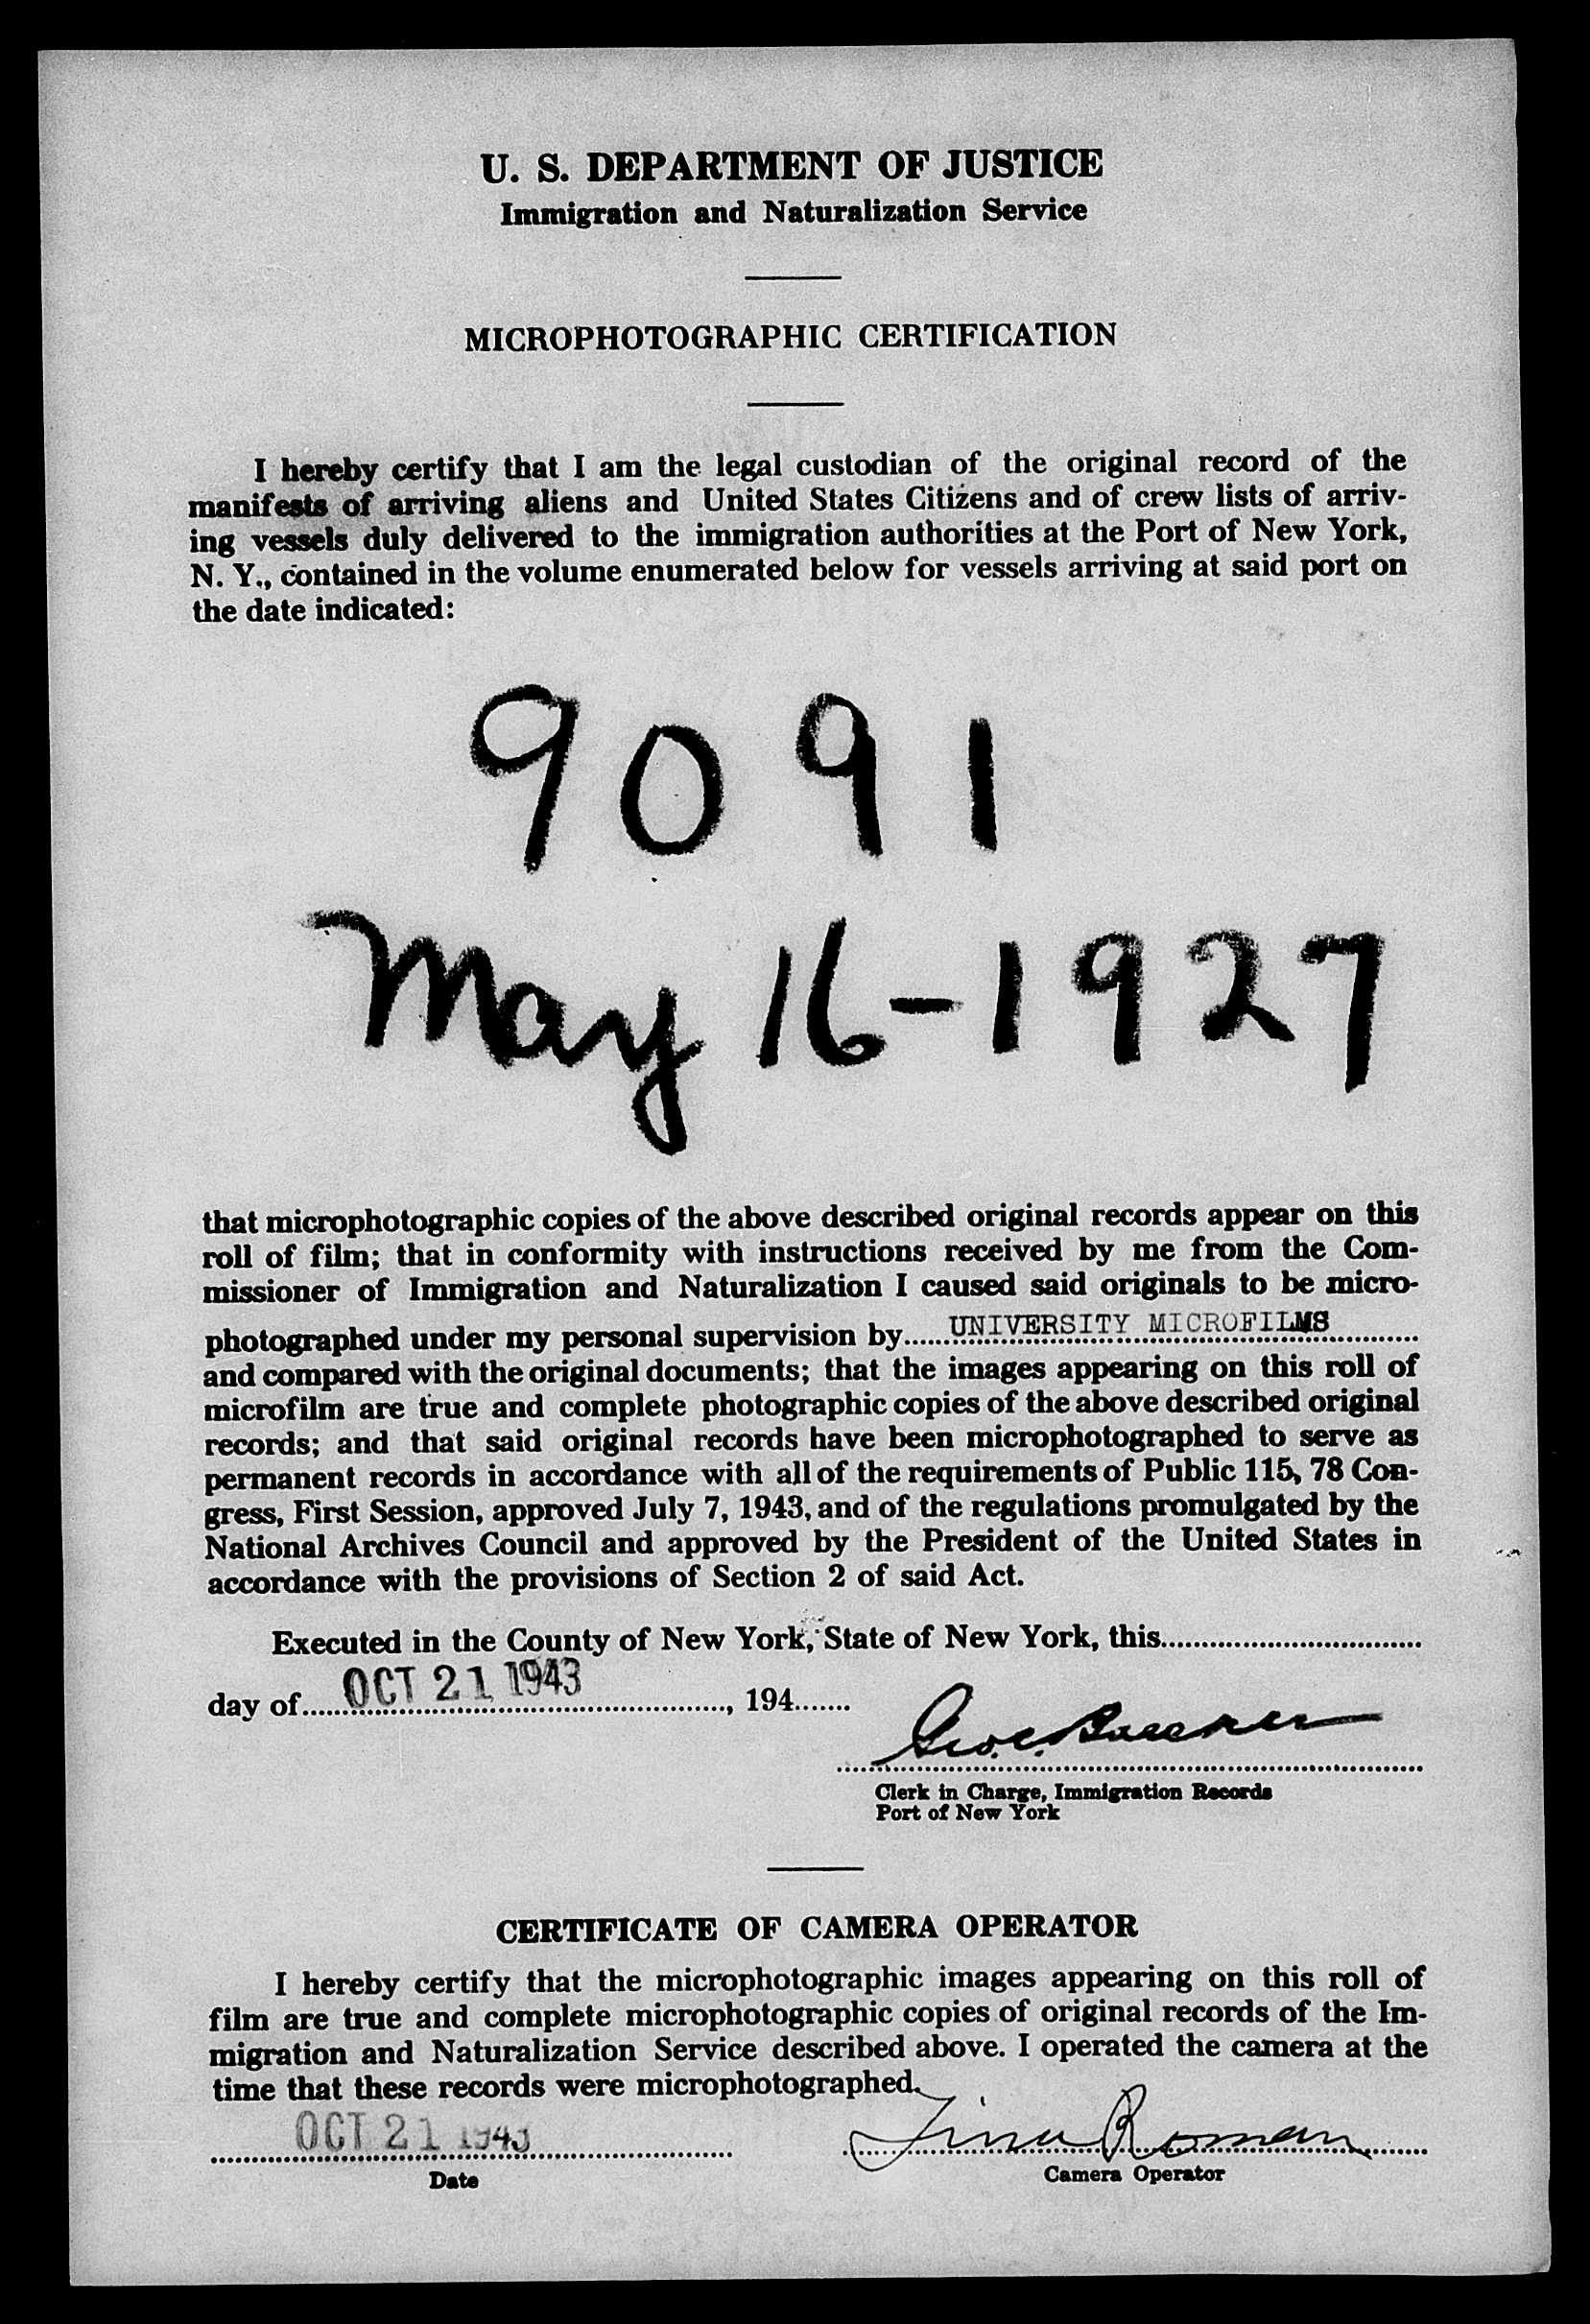 U. S. DEPARTMENT OF JUSTICE
Immigration and Naturalization Service
MICROPHOTOGRAPHIC CERTIFICATION
I hereby certify that I am the legal custodian of the original record of the
manifests of arriving aliens and United States Citizens and of crew lists of arriv-
ing vessels duly delivered to the immigration authorities at the Port of New York,
N. Y., contained in the volume enumerated below for vessels arriving at said port on
the date indicated:
9091
May 16-1927
that microphotographic copies of the above described original records appear on this
roll of film; that in conformity with instructions received by me from the Com-
missioner of Immigration and Naturalization I caused said originals to be micro-
photographed under my personal supervision by......UNIVERSITY MICROFILMS......
and compared with the original documents; that the images appearing on this roll of
microfilm are true and complete photographic copies of the above described original
records; and that said original records have been microphotographed to serve as
permanent records in accordance with all of the requirements of Public 115, 78 Con-
gress, First Session, approved July 7, 1943, and of the regulations promulgated by the
National Archives Council and approved by the President of the United States in
accordance with the provisions of Section 2 of said Act.
Executed in the County of New York, State of New York, this......
day of......OCT 21 1943......, 194......
Geo. C.
Clerk in Charge, Immigration Records
Port of New York
CERTIFICATE OF CAMERA OPERATOR
I hereby certify that the microphotographic images appearing on this roll of
film are true and complete microphotographic copies of original records of the Im-
migration and Naturalization Service described above. I operated the camera at the
time that these records were microphotographed.
OCT 21 1943 Tina Roman
Date Camera Operator